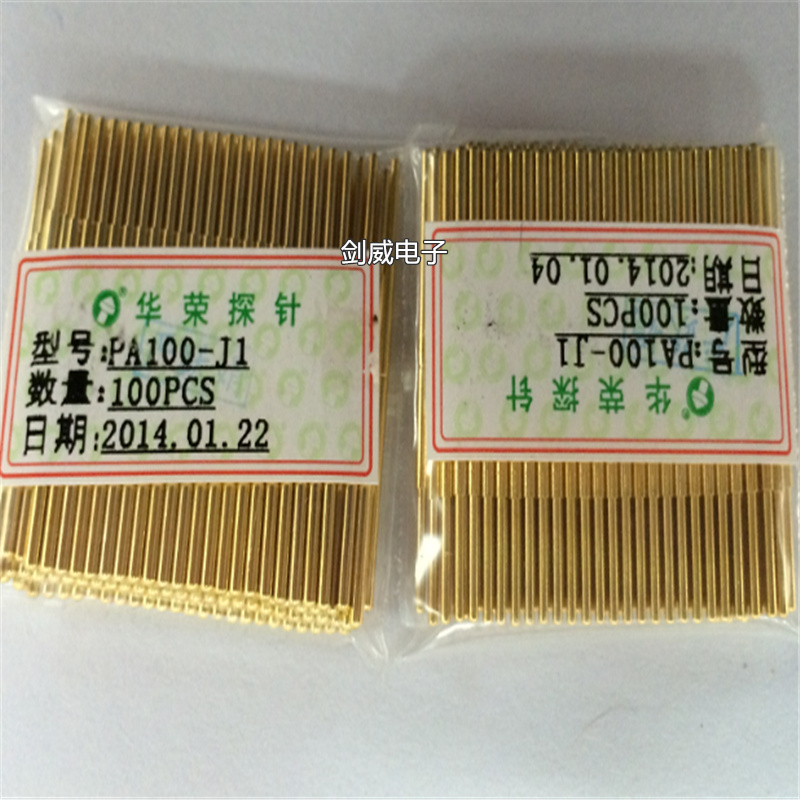 剑威电子
华荣探针
型号:PA100-J1
数量:100PCS
日期:2014.01.22
华荣探针
型号:PA100-J1
数量:100PCS
日期:2014.01.04